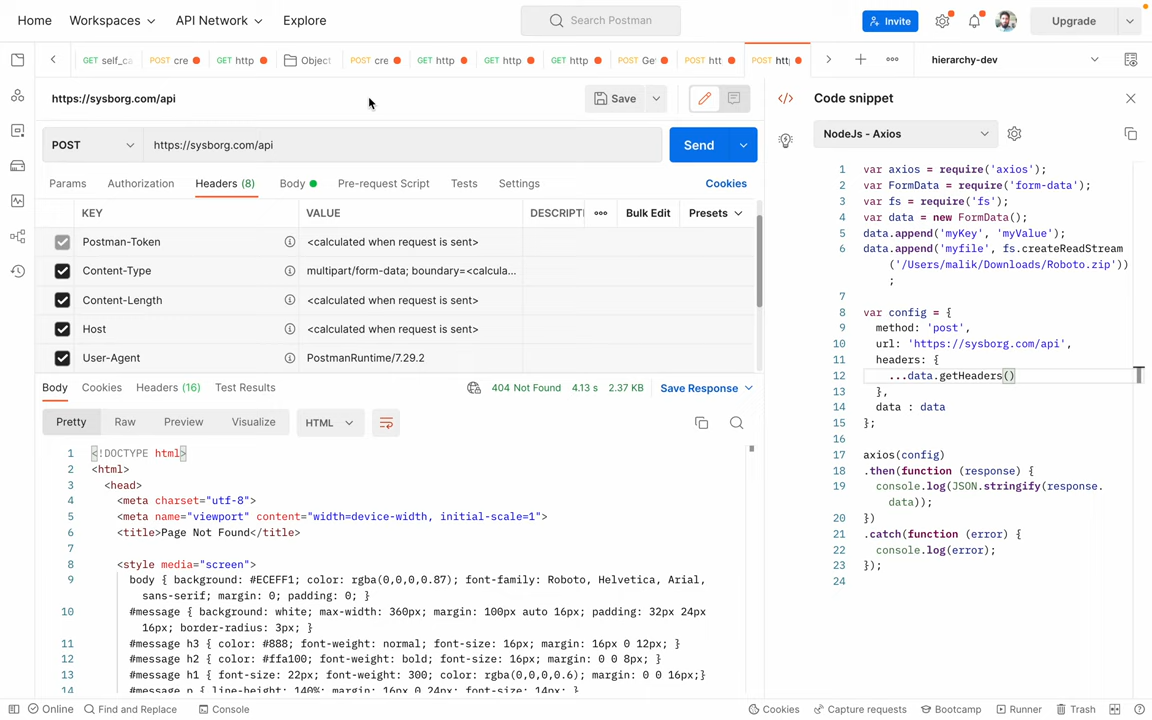 Home Workspaces API Network Explore Search Postman Invite Upgrade
GET self_ca POST cre GET http Object POST cre GET http GET http GET http POST Get POST htt POST htt hierarchy-dev
https://sysborg.com/api Save </> Code snippet
POST https://sysborg.com/api Send NodeJs - Axios
Params Authorization Headers (8) Body Pre-request Script Tests Settings Cookies
KEY VALUE DESCRIPTI Bulk Edit Presets
Postman-Token <calculated when request is sent>
Content-Type multipart/form-data; boundary=<calcula...
Content-Length <calculated when request is sent>
Host <calculated when request is sent>
User-Agent PostmanRuntime/7.29.2
Body Cookies Headers (16) Test Results 404 Not Found 4.13 s 2.37 KB Save Response
Pretty Raw Preview Visualize HTML
1 <!DOCTYPE html>
2 <html>
3 <head>
4 <meta charset="utf-8">
5 <meta name="viewport" content="width=device-width, initial-scale=1">
6 <title>Page Not Found</title>
7
8 <style media="screen">
9 body { background: #ECEFF1; color: rgba(0,0,0,0.87); font-family: Roboto, Helvetica, Arial,
sans-serif; margin: 0; padding: 0; }
10 #message { background: white; max-width: 360px; margin: 100px auto 16px; padding: 32px 24px
16px; border-radius: 3px; }
11 #message h3 { color: #888; font-weight: normal; font-size: 16px; margin: 16px 0 12px; }
12 #message h2 { color: #ffa100; font-weight: bold; font-size: 16px; margin: 0 0 8px; }
13 #message h1 { font-size: 22px; font-weight: 300; color: rgba(0,0,0,0.6); margin: 0 0 16px;}
14 #message p { line-height: 140%; margin: 16px 0 24px; font-size: 14px; }
1 var axios = require('axios');
2 var FormData = require('form-data');
3 var fs = require('fs');
4 var data = new FormData();
5 data.append('myKey', 'myValue');
6 data.append('myfile', fs.createReadStream
('/Users/malik/Downloads/Roboto.zip'))
;
7
8 var config = {
9 method: 'post',
10 url: 'https://sysborg.com/api',
11 headers: {
12 ...data.getHeaders()
13 },
14 data : data
15 };
16
17 axios(config)
18 .then(function (response) {
19 console.log(JSON.stringify(response.
data));
20 })
21 .catch(function (error) {
22 console.log(error);
23 });
24
Online Find and Replace Console Cookies Capture requests Bootcamp Runner Trash